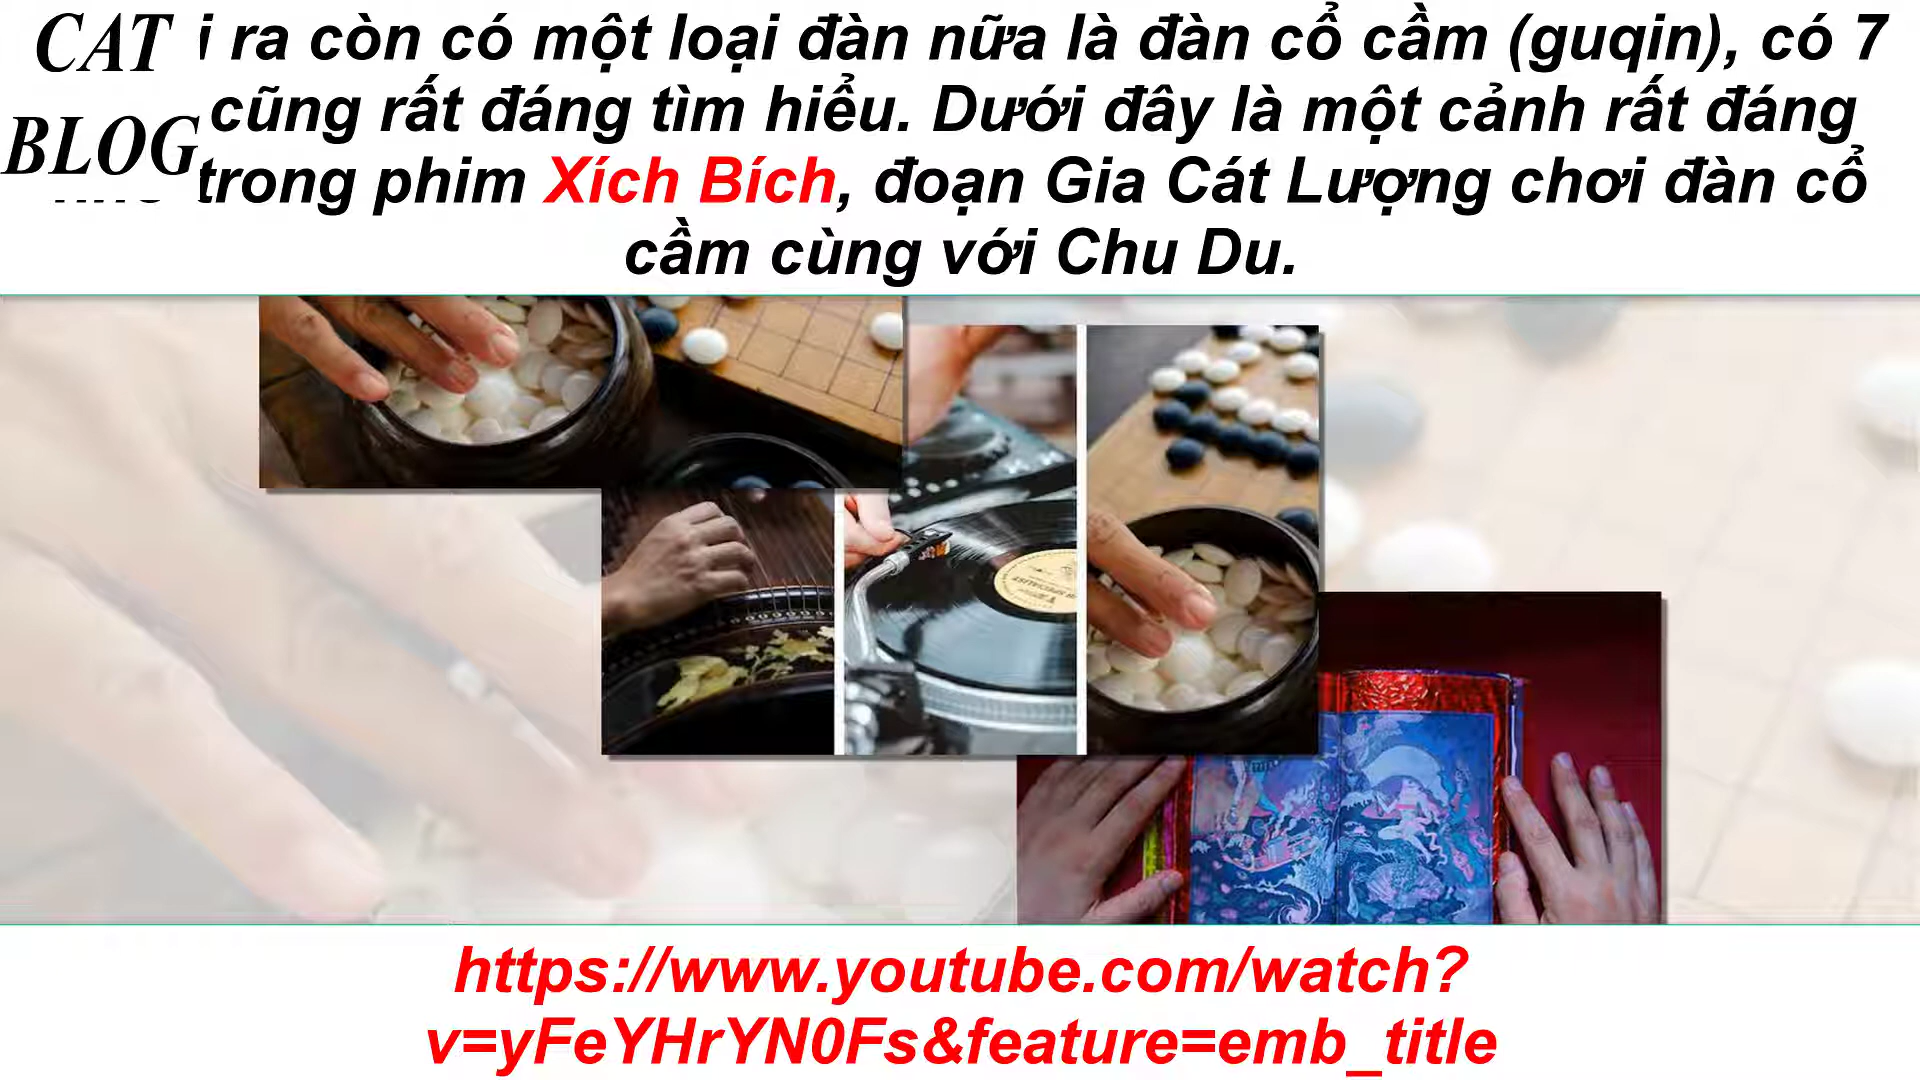 CAT
BLOG
i ra còn có một loại đàn nữa là đàn cổ cầm (guqin), có 7
cũng rất đáng tìm hiểu. Dưới đây là một cảnh rất đáng
trong phim Xích Bích, đoạn Gia Cát Lượng chơi đàn cổ
cầm cùng với Chu Du.
https://www.youtube.com/watch?
v=yFeYHrYN0Fs&feature=emb_title